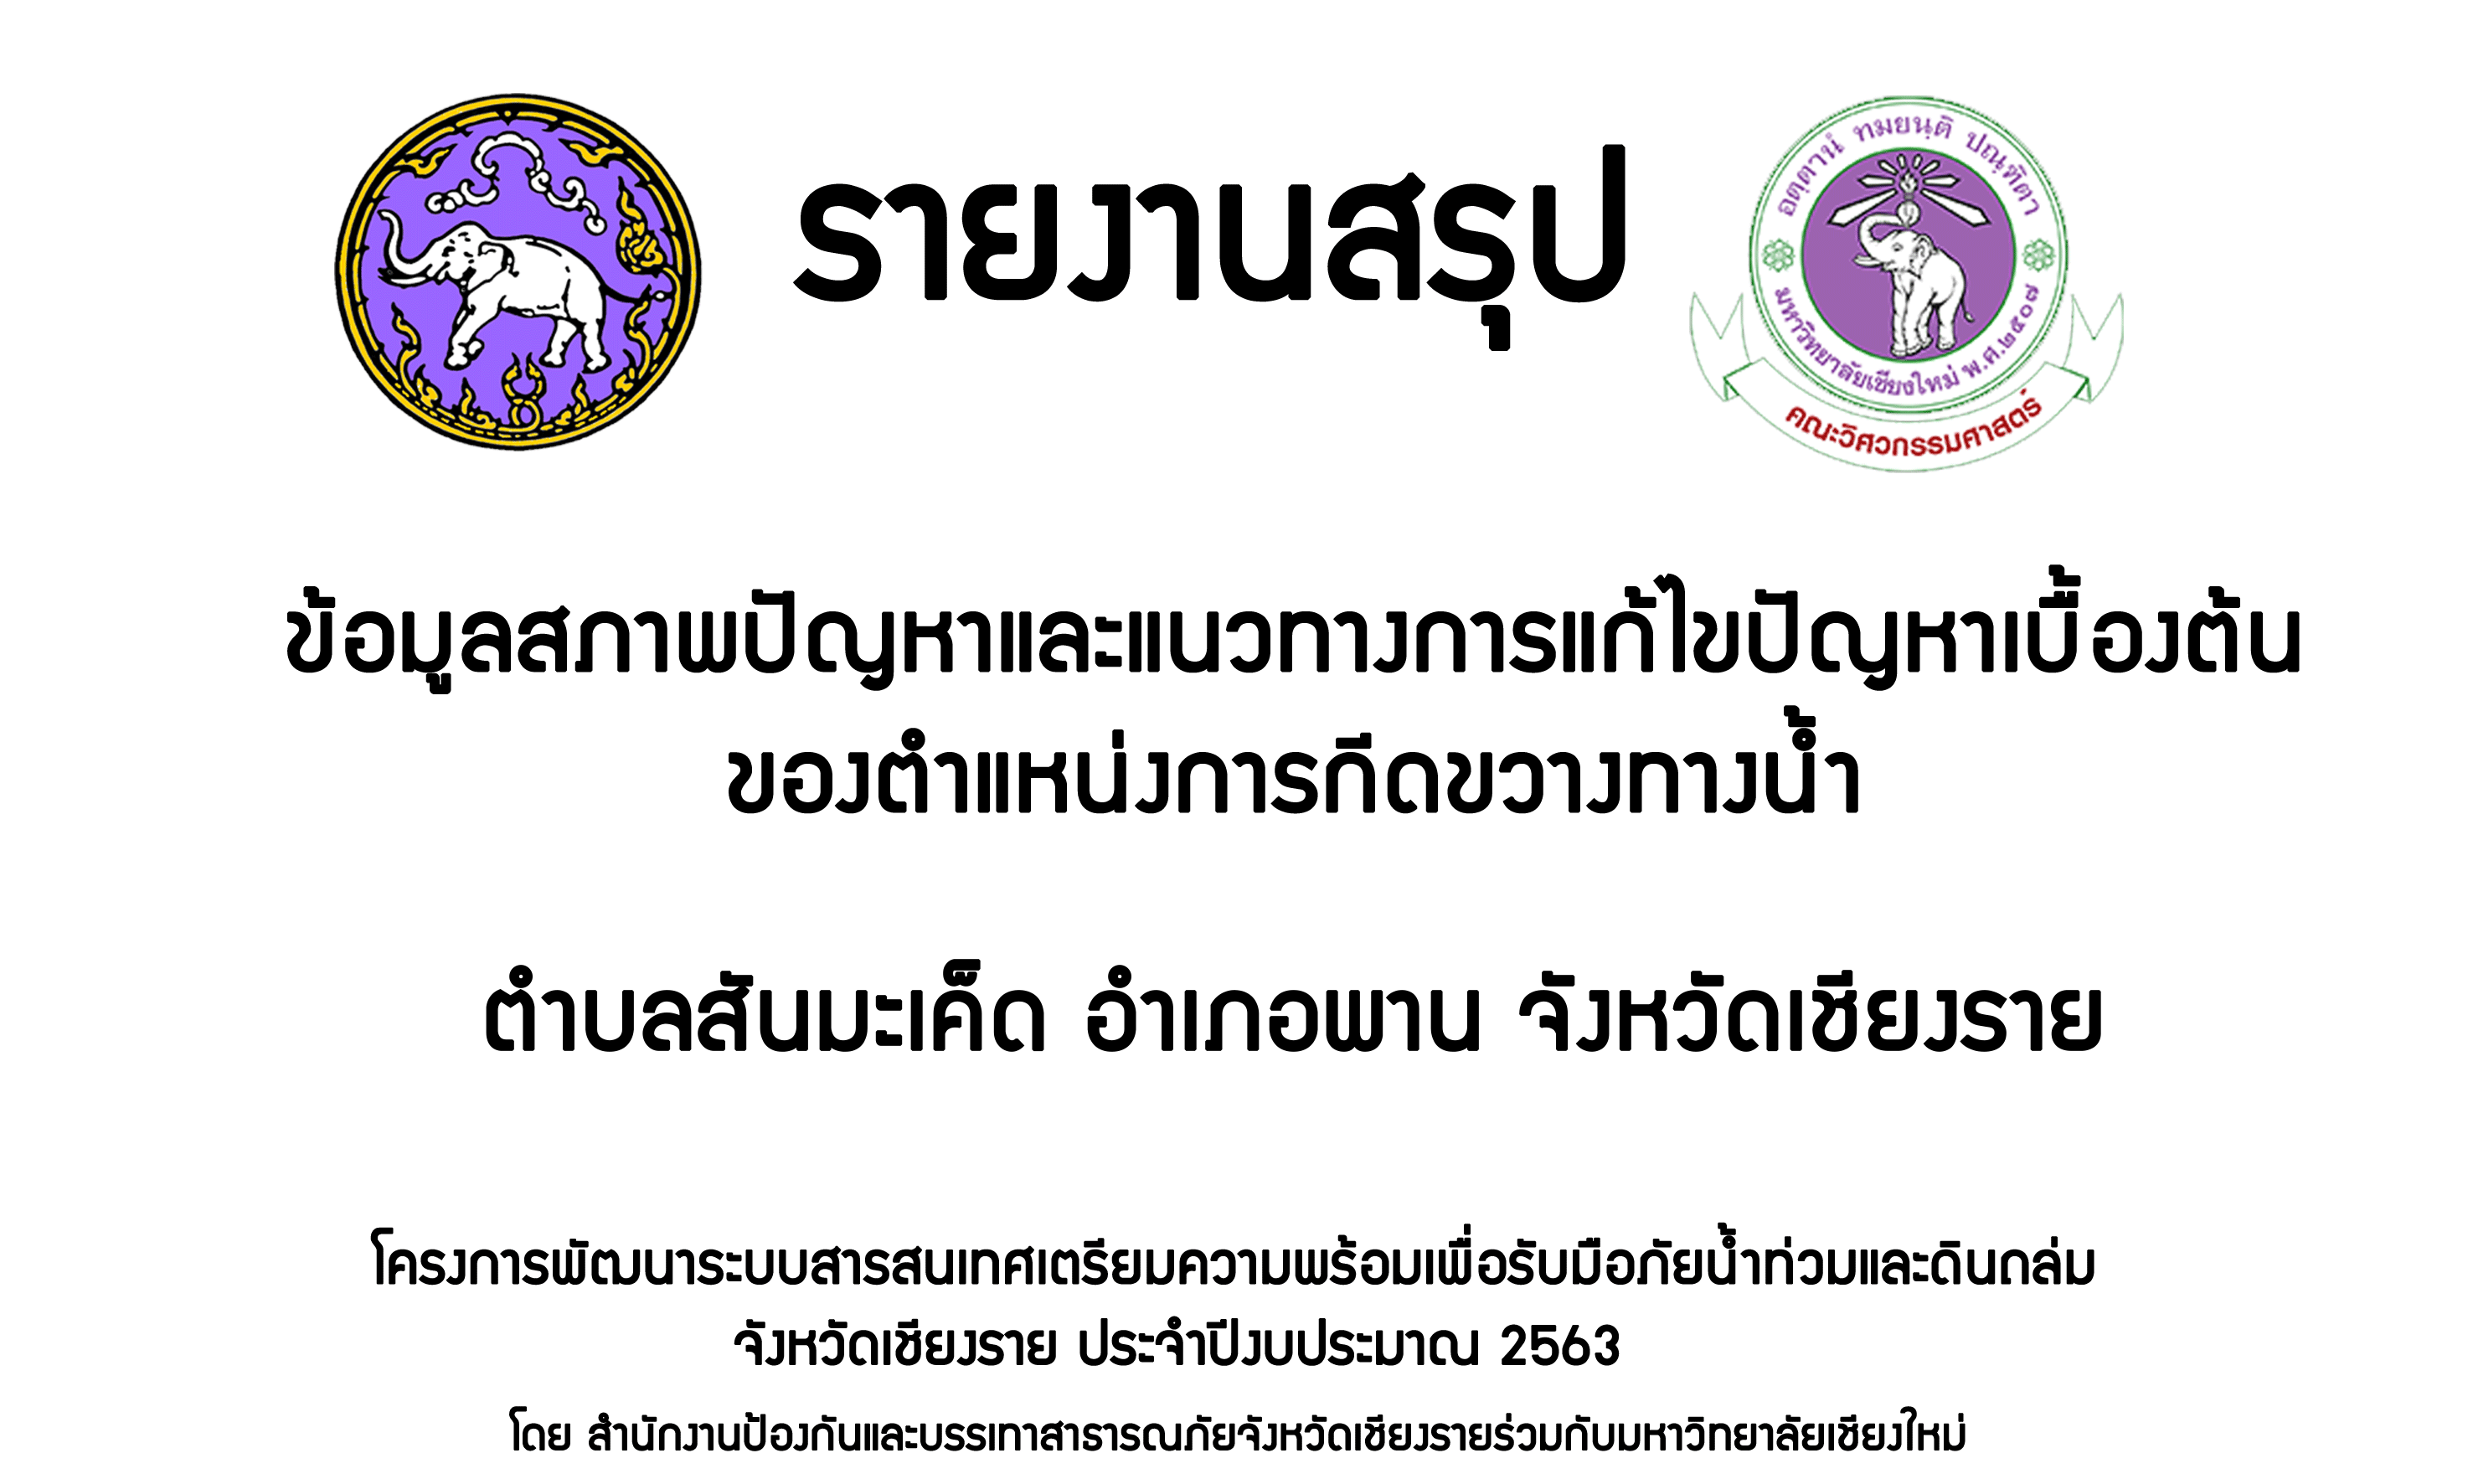 รายงานสรุป
อตฺตานํ ทมยนฺติ ปณฺฑิตา
มหาวิทยาลัยเชียงใหม่ พ.ศ.๒๕๐๗
คณะวิศวกรรมศาสตร์
ข้อมูลสภาพปัญหาและแนวทางการแก้ไขปัญหาเบื้องต้น
ของตำแหน่งการกีดขวางทางน้ำ
ตำบลสันมะเค็ด อำเภอพาน จังหวัดเชียงราย
โครงการพัฒนาระบบสารสนเทศเตรียมความพร้อมเพื่อรับมือภัยน้ำท่วมและดินถล่ม
จังหวัดเชียงราย ประจำปีงบประมาณ 2563
โดย สำนักงานป้องกันและบรรเทาสาธารณภัยจังหวัดเชียงรายร่วมกับมหาวิทยาลัยเชียงใหม่